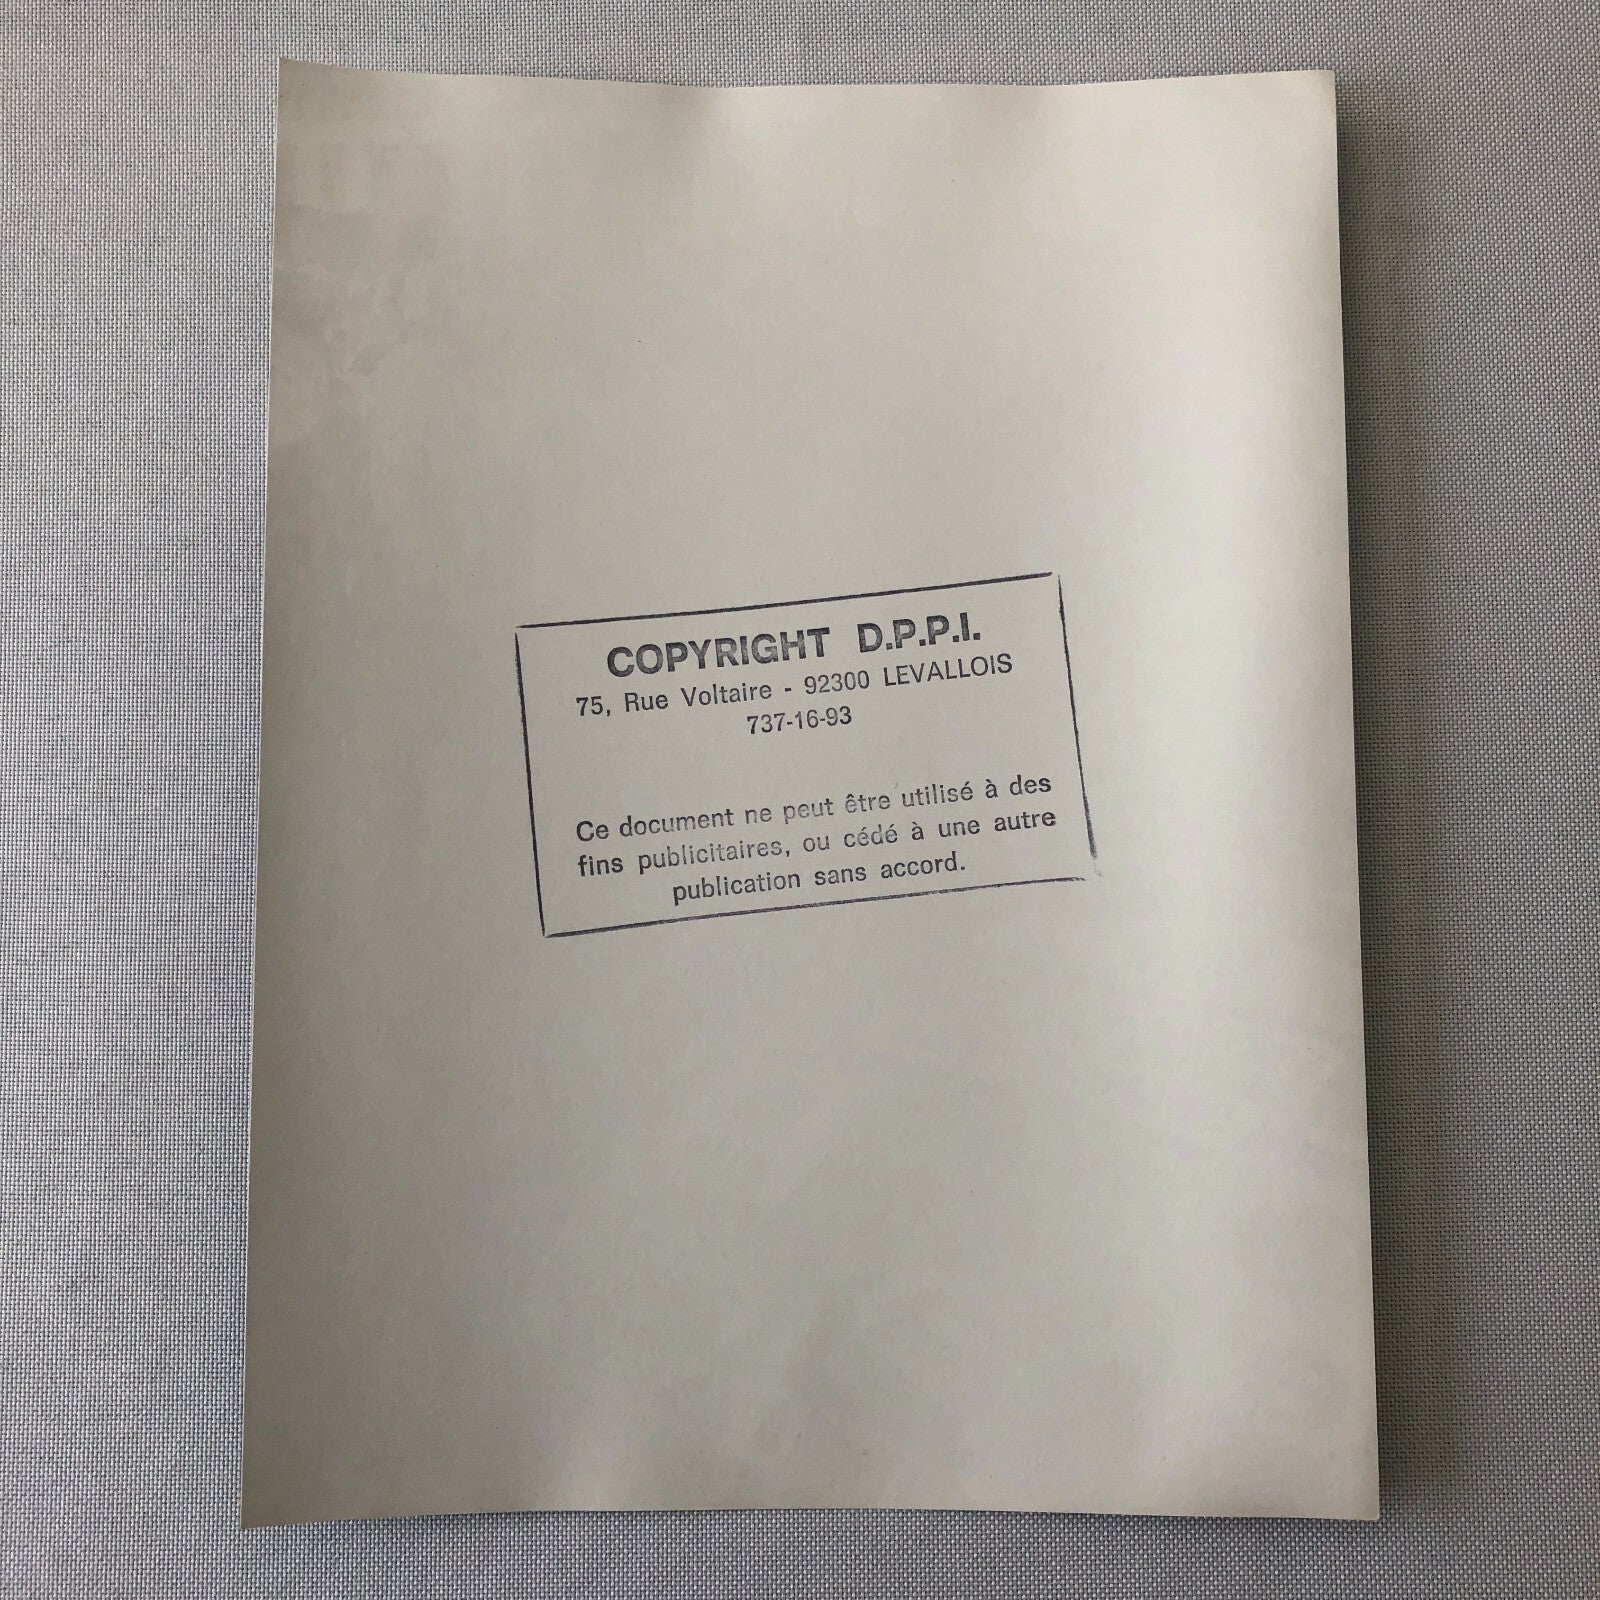 COPYRIGHT D.P.P.I.
75, Rue Voltaire - 92300 LEVALLOIS
737-16-93
Ce document ne peut être utilisé à des
fins publicitaires, ou cédé à une autre
publication sans accord.